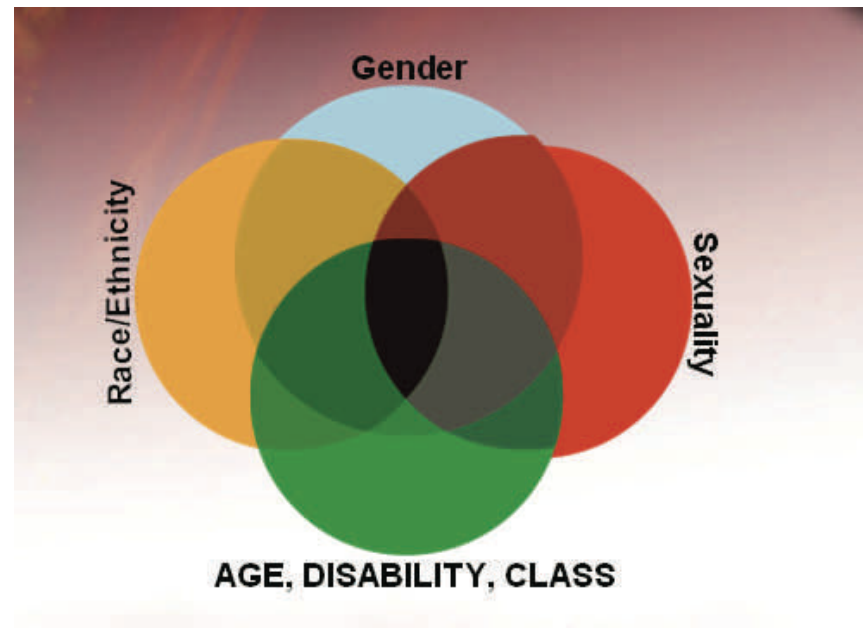 Gender
Race/Ethnicity
Sexuality
AGE, DISABILITY, CLASS